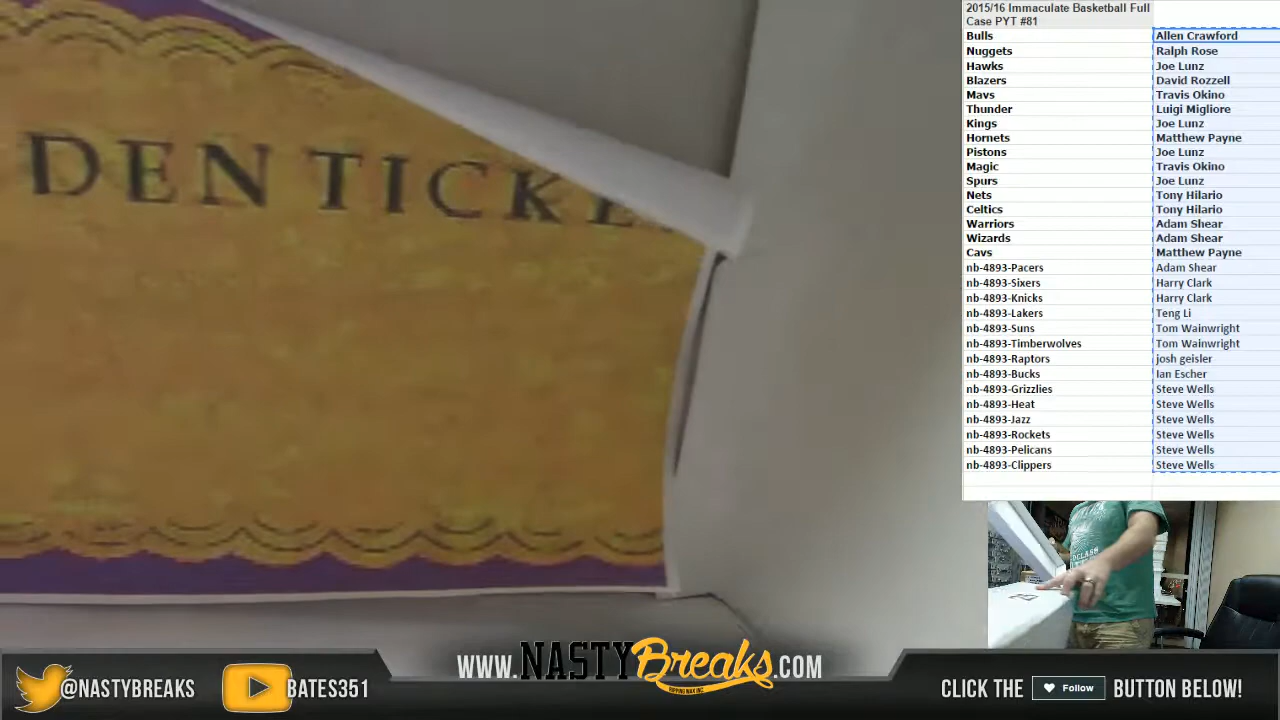 DEN TICKE
2015/16 Immaculate Basketball Full
Case PYT #81
Bulls Allen Crawford
Nuggets Ralph Rose
Hawks Joe Lunz
Blazers David Rozzell
Mavs Travis Okino
Thunder Luigi Migliore
Kings Joe Lunz
Hornets Matthew Payne
Pistons Joe Lunz
Magic Travis Okino
Spurs Joe Lunz
Nets Tony Hilario
Celtics Tony Hilario
Warriors Adam Shear
Wizards Adam Shear
Cavs Matthew Payne
nb-4893-Pacers Adam Shear
nb-4893-Sixers Harry Clark
nb-4893-Knicks Harry Clark
nb-4893-Lakers Teng Li
nb-4893-Suns Tom Wainwright
nb-4893-Timberwolves Tom Wainwright
nb-4893-Raptors josh geisler
nb-4893-Bucks Ian Escher
nb-4893-Grizzlies Steve Wells
nb-4893-Heat Steve Wells
nb-4893-Jazz Steve Wells
nb-4893-Rockets Steve Wells
nb-4893-Pelicans Steve Wells
nb-4893-Clippers Steve Wells
@NASTYBREAKS
BATES351
WWW.NASTYBreaks.COM
RIPPING WAX INC
CLICK THE Follow BUTTON BELOW!